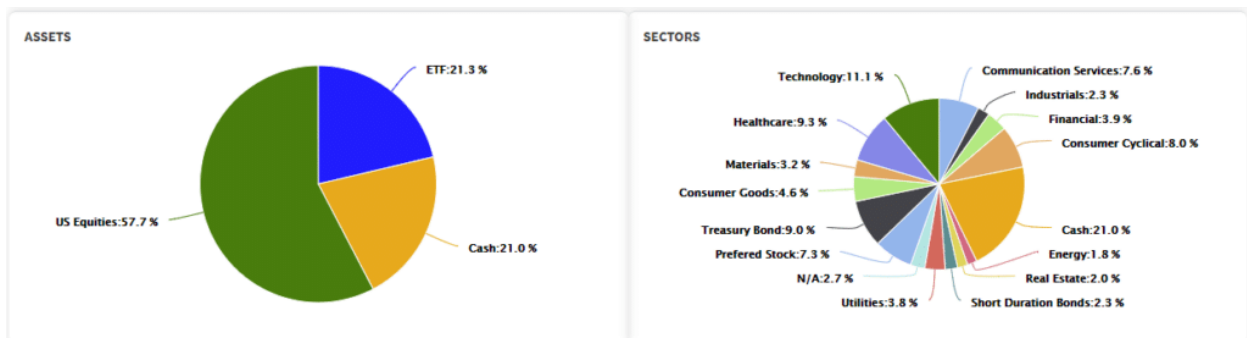 ASSETS
ETF:21.3 %
US Equities:57.7 %
Cash:21.0 %
SECTORS
Communication Services:7.6 %
Technology:11.1 %
Industrials:2.3 %
Financial:3.9 %
Healthcare:9.3 %
Consumer Cyclical:8.0 %
Materials:3.2 %
Consumer Goods:4.6 %
Treasury Bond:9.0 %
Cash:21.0 %
Prefered Stock:7.3 %
Energy:1.8 %
N/A:2.7 %
Real Estate:2.0 %
Utilities:3.8 %
Short Duration Bonds:2.3 %